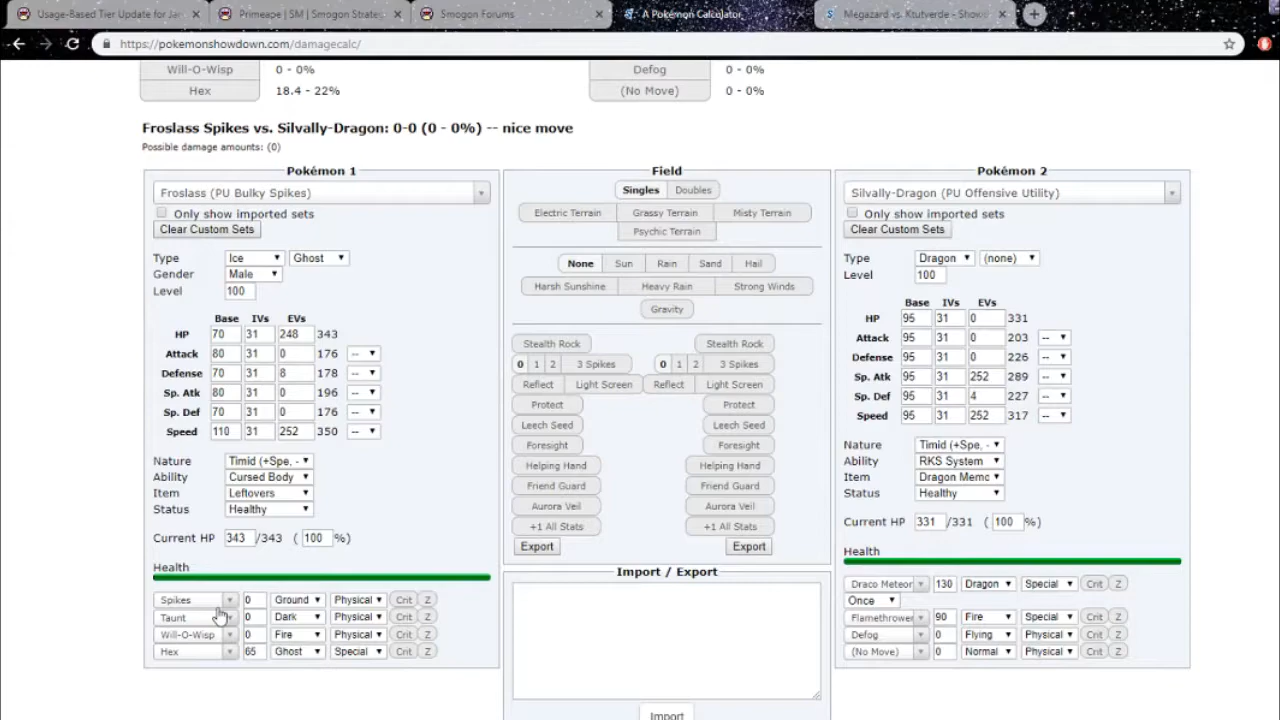 Usage-Based Tier Update for Jan
Primeape | SM | Smogon Strate
Smogon Forums
A Pokémon Calculator
Megazard vs. Ktutverde - Showd
https://pokemonshowdown.com/damagecalc/
Will-O-Wisp 0 - 0% Defog 0 - 0%
Hex 18.4 - 22% (No Move) 0 - 0%
Froslass Spikes vs. Silvally-Dragon: 0-0 (0 - 0%) -- nice move
Possible damage amounts: (0)
Pokémon 1
Froslass (PU Bulky Spikes)
Only show imported sets
Clear Custom Sets
Type Ice Ghost
Gender Male
Level 100
Base IVs EVs
HP 70 31 248 343
Attack 80 31 0 176 --
Defense 70 31 8 178 --
Sp. Atk 80 31 0 196 --
Sp. Def 70 31 0 176 --
Speed 110 31 252 350 --
Nature Timid (+Spe, -
Ability Cursed Body
Item Leftovers
Status Healthy
Current HP 343 /343 ( 100 %)
Health
Spikes 0 Ground Physical Crit Z
Taunt 0 Dark Physical Crit Z
Will-O-Wisp 0 Fire Physical Crit Z
Hex 65 Ghost Special Crit Z
Field
Singles Doubles
Electric Terrain Grassy Terrain Misty Terrain
Psychic Terrain
None Sun Rain Sand Hail
Harsh Sunshine Heavy Rain Strong Winds
Gravity
Stealth Rock Stealth Rock
0 1 2 3 Spikes 0 1 2 3 Spikes
Reflect Light Screen Reflect Light Screen
Protect Protect
Leech Seed Leech Seed
Foresight Foresight
Helping Hand Helping Hand
Friend Guard Friend Guard
Aurora Veil Aurora Veil
+1 All Stats +1 All Stats
Export Export
Import / Export
Import
Pokémon 2
Silvally-Dragon (PU Offensive Utility)
Only show imported sets
Clear Custom Sets
Type Dragon (none)
Level 100
Base IVs EVs
HP 95 31 0 331
Attack 95 31 0 203 --
Defense 95 31 0 226 --
Sp. Atk 95 31 252 289 --
Sp. Def 95 31 4 227 --
Speed 95 31 252 317 --
Nature Timid (+Spe, -
Ability RKS System
Item Dragon Memo
Status Healthy
Current HP 331 /331 ( 100 %)
Health
Draco Meteor 130 Dragon Special Crit Z
Once
Flamethrower 90 Fire Special Crit Z
Defog 0 Flying Physical Crit Z
(No Move) 0 Normal Physical Crit Z